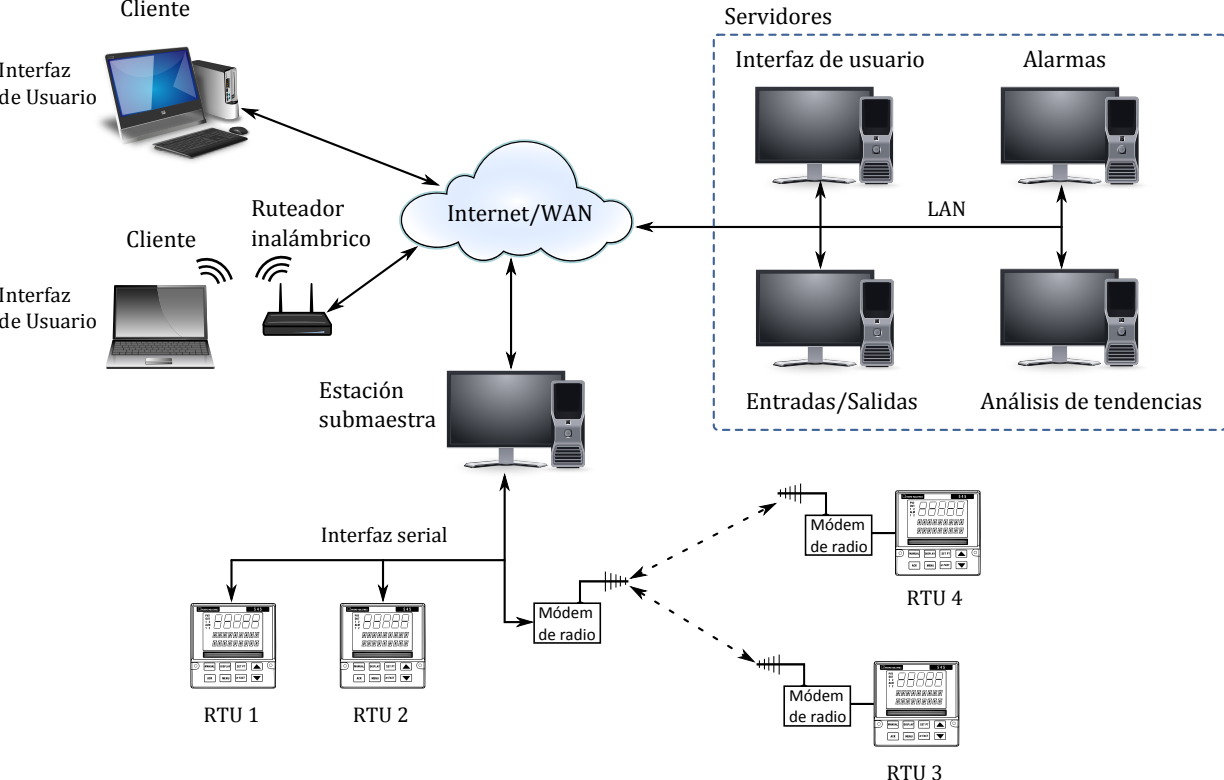 Cliente
Servidores
Interfaz
de Usuario
Interfaz de usuario
Alarmas
Ruteador
inalámbrico
Internet/WAN
LAN
Cliente
Interfaz
de Usuario
Estación
submaestra
Entradas/Salidas
Análisis de tendencias
Interfaz serial
Módem
de radio
RTU 4
Módem
de radio
RTU 1
RTU 2
Módem
de radio
RTU 3